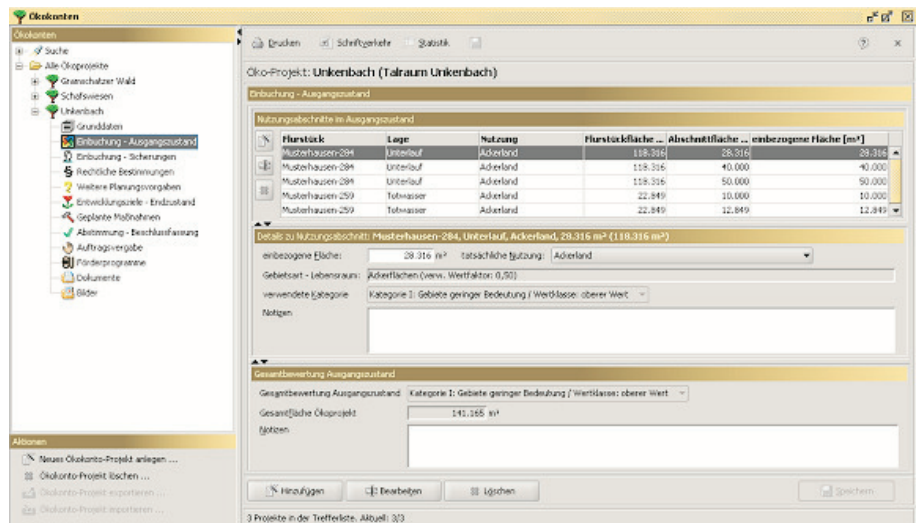 Ökokonten
Ökokonten
Suche
Alle Ökoprojekte
Gramschatzer Wald
Schafswiesen
Unkenbach
Grunddaten
Einbuchung - Ausgangszustand
Einbuchung - Sicherungen
Rechtliche Bestimmungen
Weitere Planungsvorgaben
Entwicklungsziele - Endzustand
Geplante Maßnahmen
Abstimmung - Beschlussfassung
Auftragsvergabe
Förderprogramme
Dokumente
Bilder
Aktionen
Neues Ökokonto-Projekt anlegen ...
Ökokonto-Projekt löschen ...
Ökokonto-Projekt exportieren ...
Ökokonto-Projekt importieren ...
Drucken Schriftverkehr Statistik
Öko-Projekt: Unkenbach (Talraum Unkenbach)
Einbuchung - Ausgangszustand
Nutzungsabschnitte im Ausgangszustand
Flurstück Lage Nutzung Flurstückfläche ... Abschnittfläche ... einbezogene Fläche [m²]
Musterhausen-284 Unterlauf Ackerland 118.316 28.316 28.316
Musterhausen-284 Unterlauf Ackerland 118.316 40.000 40.000
Musterhausen-284 Unterlauf Ackerland 118.316 50.000 50.000
Musterhausen-259 Totwasser Ackerland 22.849 10.000 10.000
Musterhausen-259 Totwasser Ackerland 22.849 12.849 12.849
Details zu Nutzungsabschnitt: Musterhausen-284, Unterlauf, Ackerland, 28.316 m² (118.316 m²)
einbezogene Fläche: 28.316 m² tatsächliche Nutzung: Ackerland
Gebietsart - Lebensraum: Ackerflächen (verw. Wertfaktor: 0,50)
verwendete Kategorie Kategorie I: Gebiete geringer Bedeutung / Wertklasse: oberer Wert
Notizen
Gesamtbewertung Ausgangszustand
Gesamtbewertung Ausgangszustand Kategorie I: Gebiete geringer Bedeutung / Wertklasse: oberer Wert
Gesamtfläche Ökoprojekt 141.165 m²
Notizen
Hinzufügen Bearbeiten Löschen Speichern
3 Projekte in der Trefferliste. Aktuell: 3/3